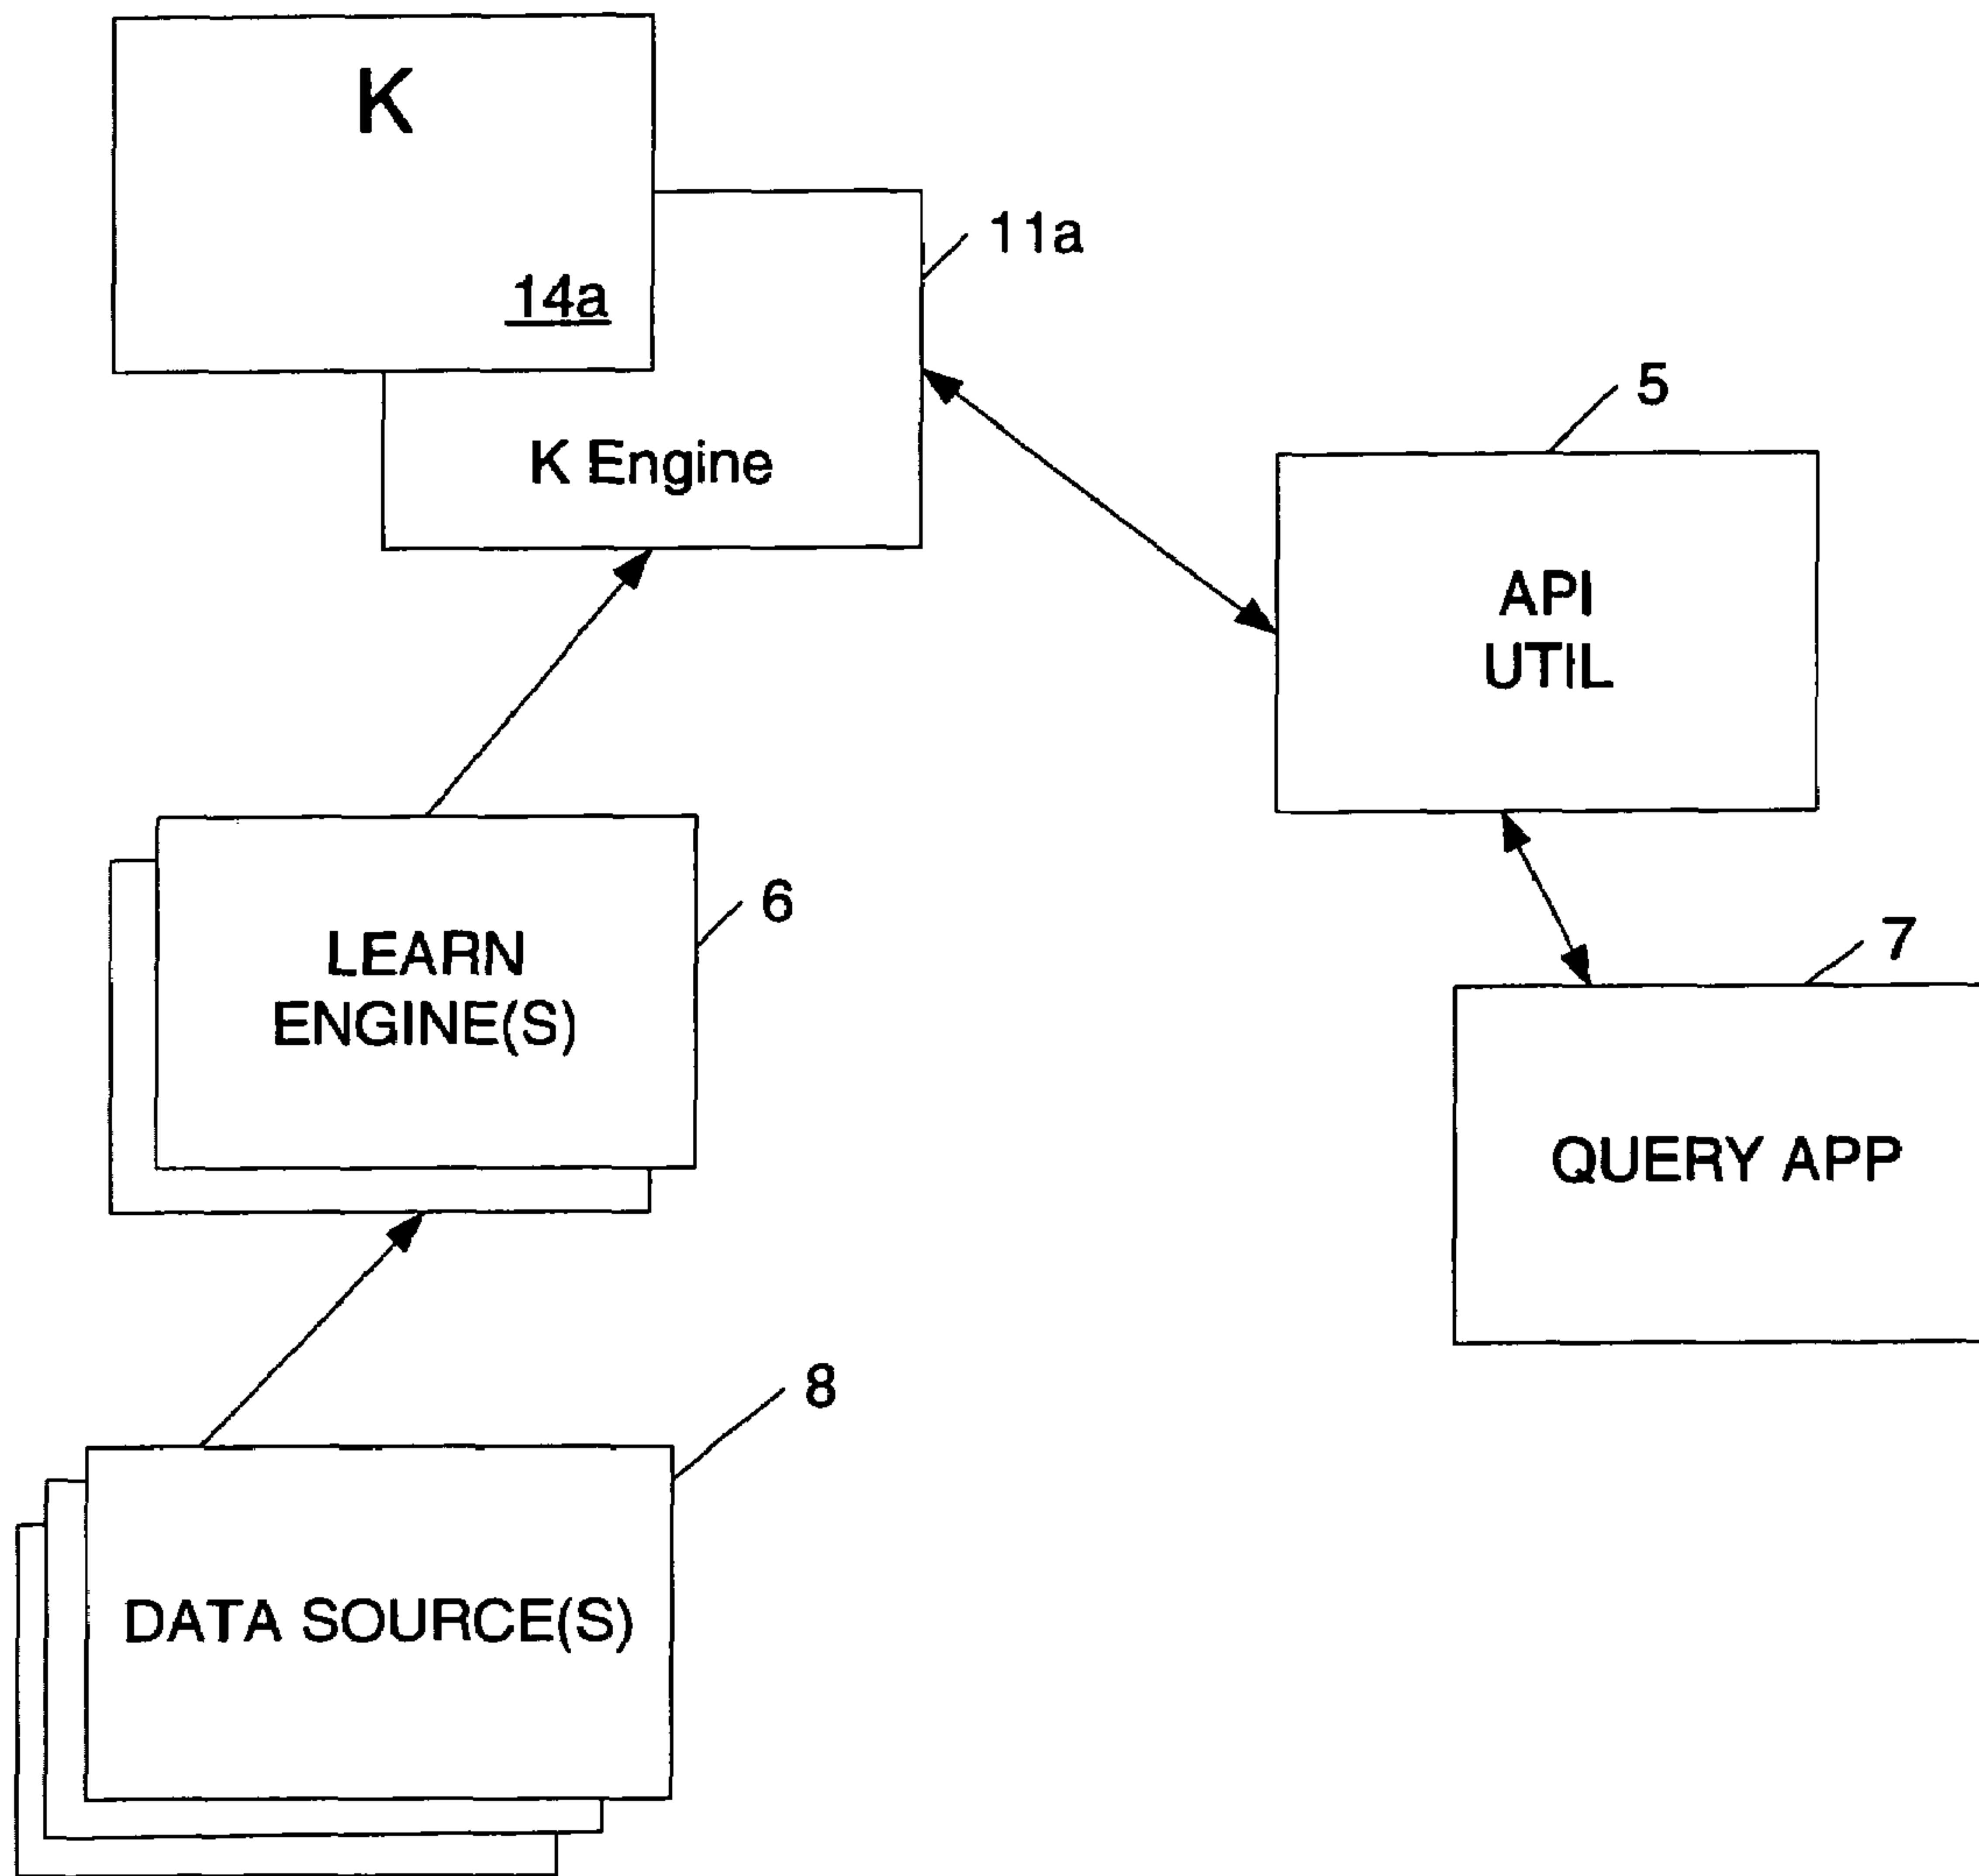 K
14a
11a
K Engine
5
API
UTIL
6
LEARN
ENGINE(S)
7
QUERY APP
8
DATA SOURCE(S)